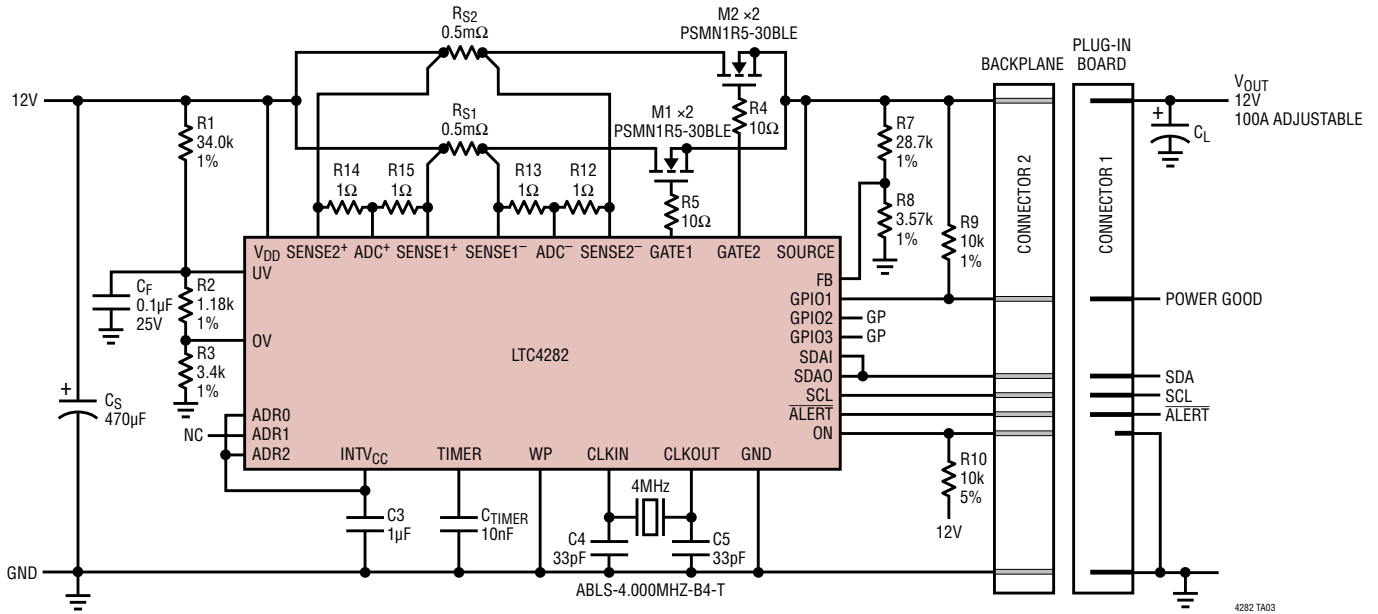 RS2
0.5mΩ
M2 ×2
PSMN1R5-30BLE
BACKPLANE
PLUG-IN
BOARD
12V
VOUT
12V
100A ADJUSTABLE
CL
R1
34.0k
1%
RS1
0.5mΩ
M1 ×2
PSMN1R5-30BLE
R4
10Ω
R7
28.7k
1%
R14
1Ω
R15
1Ω
R13
1Ω
R12
1Ω
R5
10Ω
R8
3.57k
1%
R9
10k
1%
CONNECTOR 2
CONNECTOR 1
VDD SENSE2+ ADC+ SENSE1+ SENSE1− ADC− SENSE2− GATE1 GATE2 SOURCE
UV
FB
CF
0.1µF
25V
R2
1.18k
1%
GPIO1
POWER GOOD
GPIO2
GP
GPIO3
GP
OV
LTC4282
SDAI
R3
3.4k
1%
SDAO
SDA
SCL
SCL
ALERT
ALERT
ON
+
CS
470µF
+
ADR0
NC
ADR1
ADR2
INTVCC TIMER WP CLKIN CLKOUT GND
R10
10k
5%
12V
4MHz
C3
1µF
CTIMER
10nF
C4
33pF
C5
33pF
GND
ABLS-4.000MHZ-B4-T
4282 TA03